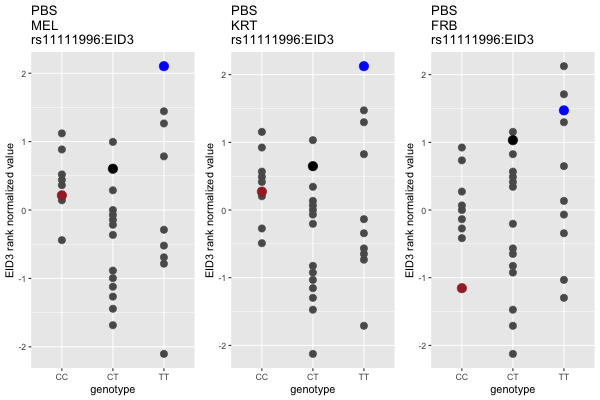 PBS
MEL
rs11111996:EID3
EID3 rank normalized value
2
1
0
-1
-2
CC
CT
TT
genotype
PBS
KRT
rs11111996:EID3
EID3 rank normalized value
2
1
0
-1
-2
CC
CT
TT
genotype
PBS
FRB
rs11111996:EID3
EID3 rank normalized value
2
1
0
-1
-2
CC
CT
TT
genotype